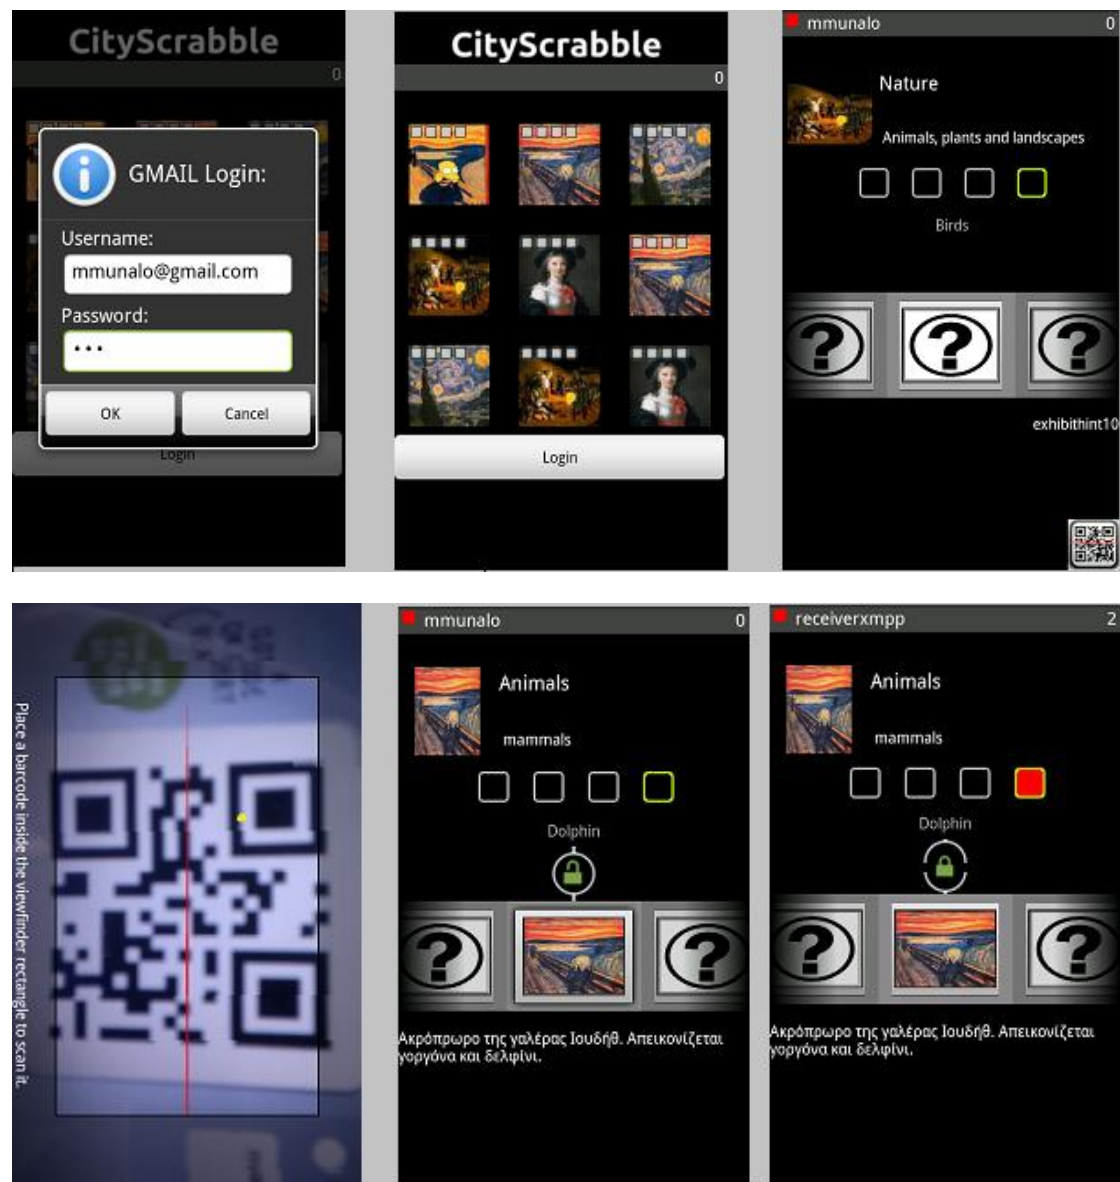 CityScrabble
0
GMAIL Login:
Username:
mmunalo@gmail.com
Password:
•••
OK
Cancel
Login
CityScrabble
0
Login
mmunalo
0
Nature
Animals, plants and landscapes
Birds
?
?
?
exhibithint10
Place a barcode inside the viewfinder rectangle to scan it.
mmunalo
0
Animals
mammals
Dolphin
?
?
Ακρόπρωρο της γαλέρας Ιουδήθ. Απεικονίζεται
γοργόνα και δελφίνι.
receiverxmpp
2
Animals
mammals
Dolphin
?
?
Ακρόπρωρο της γαλέρας Ιουδήθ. Απεικονίζεται
γοργόνα και δελφίνι.